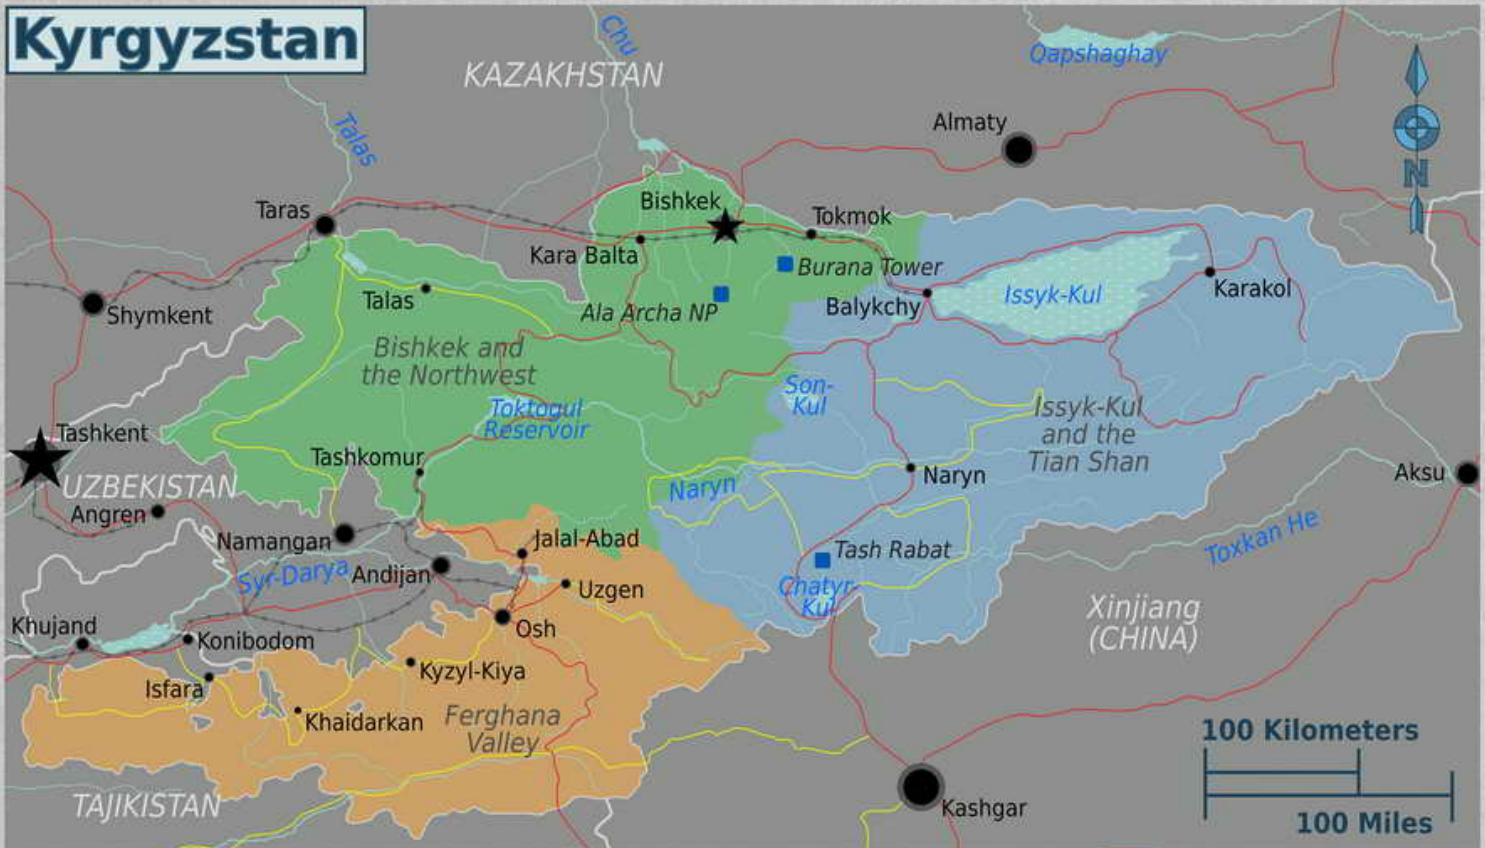 Kyrgyzstan
Chu
Qapshaghay
KAZAKHSTAN
Talas
Almaty
N
Taras
Bishkek
Tokmok
Kara Balta
Burana Tower
Talas
Ala Archa NP
Balykchy
Issyk-Kul
Karakol
Shymkent
Bishkek and
the Northwest
Son-
Kul
Toktogul
Reservoir
Issyk-Kul
and the
Tian Shan
Tashkent
Tashkomur
Naryn
Naryn
Aksu
UZBEKISTAN
Angren
Namangan
Jalal-Abad
Tash Rabat
Toxkan He
Syr-Darya
Andijan
Uzgen
Chatyr-
Kul
Xinjiang
(CHINA)
Khujand
Konibodom
Osh
Isfara
Kyzyl-Kiya
Khaidarkan
Ferghana
Valley
100 Kilometers
TAJIKISTAN
Kashgar
100 Miles